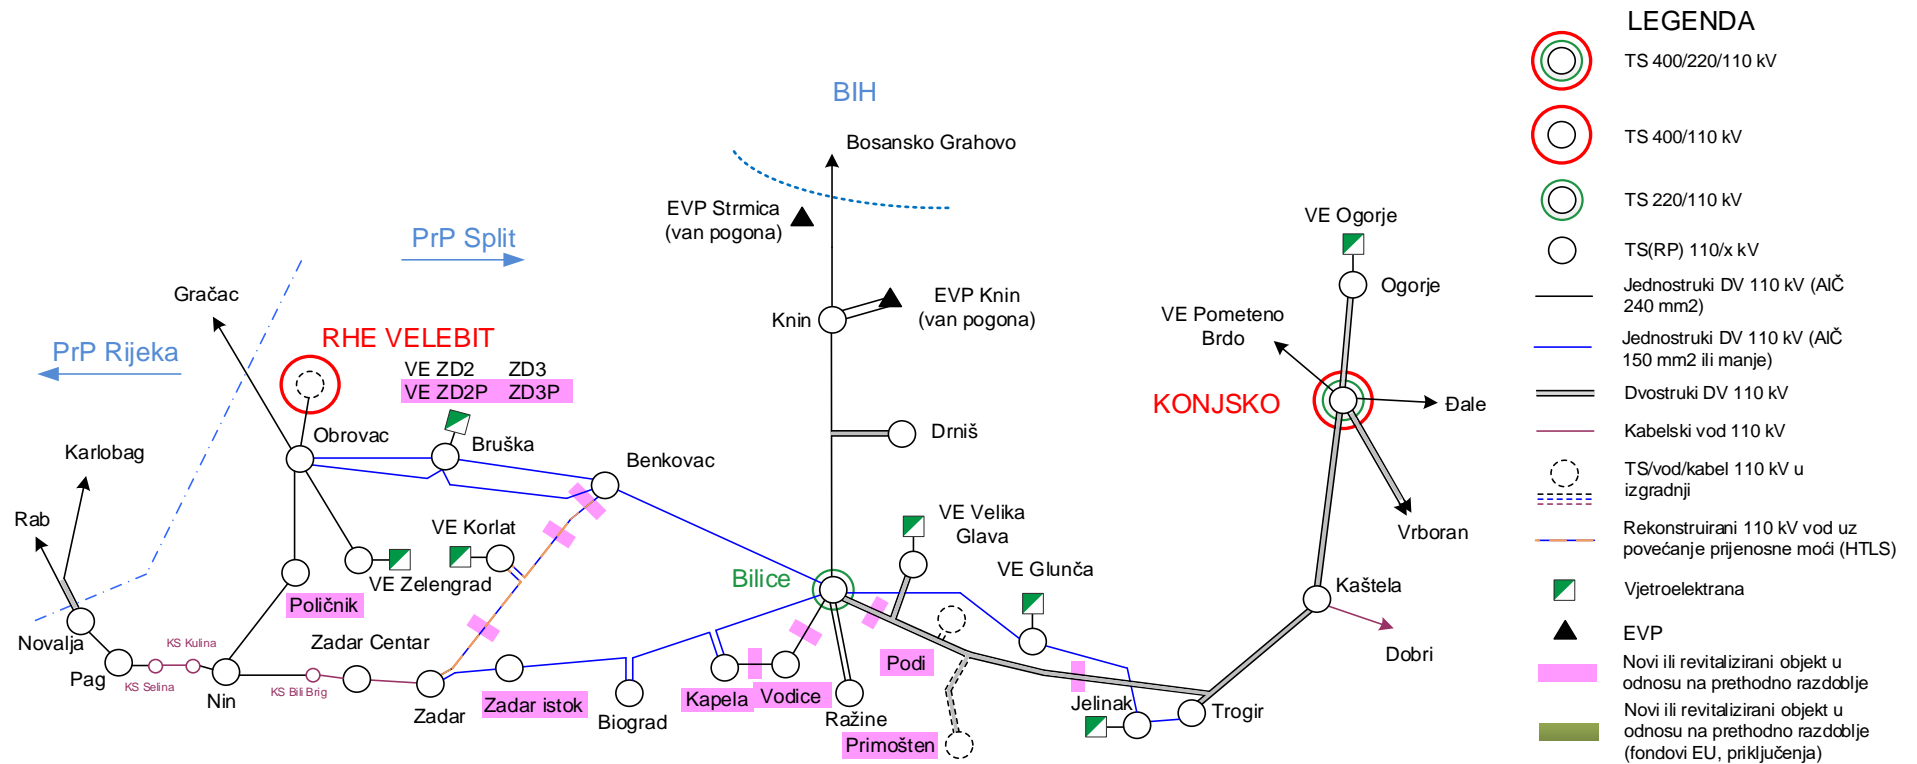 LEGENDA
TS 400/220/110 kV
TS 400/110 kV
TS 220/110 kV
TS(RP) 110/x kV
Jednostruki DV 110 kV (AlČ
240 mm2)
Jednostruki DV 110 kV (AlČ
150 mm2 ili manje)
Dvostruki DV 110 kV
Kabelski vod 110 kV
TS/vod/kabel 110 kV u
izgradnji
Rekonstruirani 110 kV vod uz
povećanje prijenosne moći (HTLS)
Vjetroelektrana
EVP
Novi ili revitalizirani objekt u
odnosu na prethodno razdoblje
Novi ili revitalizirani objekt u
odnosu na prethodno razdoblje
(fondovi EU, priključenja)
BIH
Bosansko Grahovo
EVP Strmica
(van pogona)
PrP Split
Gračac
PrP Rijeka
RHE VELEBIT
VE ZD2 ZD3
VE ZD2P ZD3P
EVP Knin
(van pogona)
Knin
VE Ogorje
Ogorje
VE Pometeno
Brdo
KONJSKO
Đale
Vrboran
Karlobag
Rab
Obrovac
Bruška
Benkovac
Drniš
VE Korlat
VE Zelengrad
Poličnik
VE Velika
Glava
VE Glunča
Bilice
Kaštela
Dobri
Novalja
KS Kulina
Zadar Centar
Pag
KS Selina
Nin
KS Bili Brig
Zadar
Zadar istok
Biograd
Kapela
Vodice
Ražine
Podi
Primošten
Jelinak
Trogir